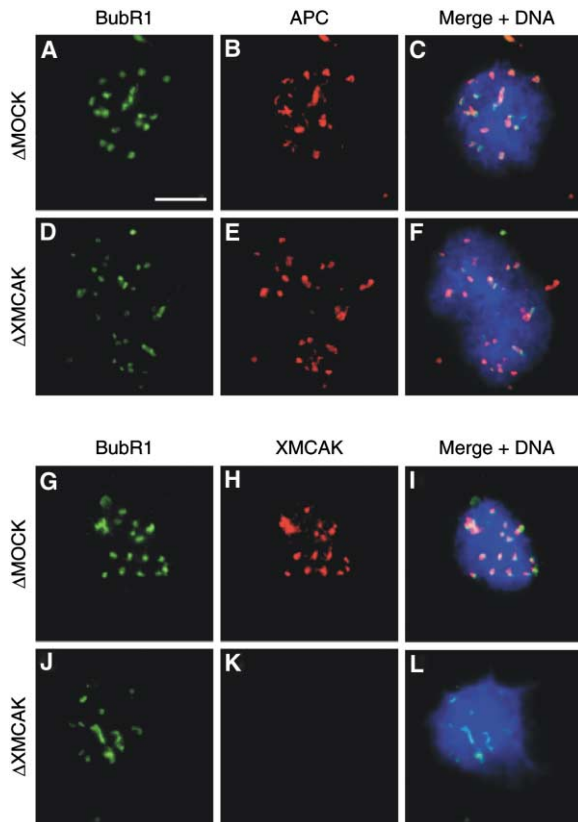 BubR1 APC Merge + DNA
ΔMOCK A B C
ΔXMCAK D E F
BubR1 XMCAK Merge + DNA
ΔMOCK G H I
ΔXMCAK J K L